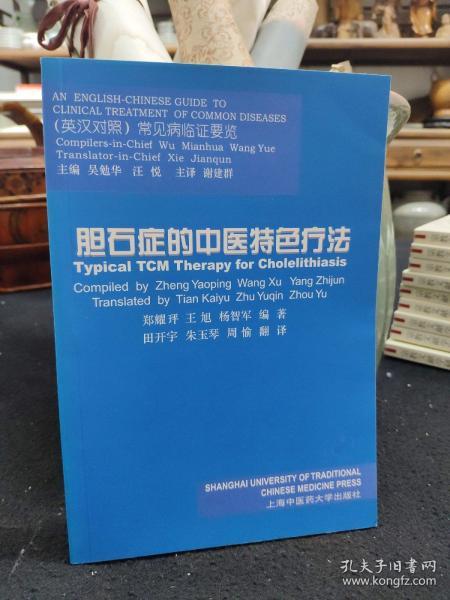 AN ENGLISH-CHINESE GUIDE TO
CLINICAL TREATMENT OF COMMON DISEASES
(英汉对照)常见病临证要览
Compilers-in-Chief Wu Mianhua Wang Yue
Translator-in-Chief Xie Jianqun
主编 吴勉华 汪悦 主译 谢建群
胆石症的中医特色疗法
Typical TCM Therapy for Cholelithiasis
Compiled by Zheng Yaoping Wang Xu Yang Zhijun
Translated by Tian Kaiyu Zhu Yuqin Zhou Yu
郑耀玶 王旭 杨智军 编著
田开宇 朱玉琴 周愉 翻译
SHANGHAI UNIVERSITY OF TRADITIONAL
CHINESE MEDICINE PRESS
上海中医药大学出版社
孔夫子旧书网
www.kongfz.com